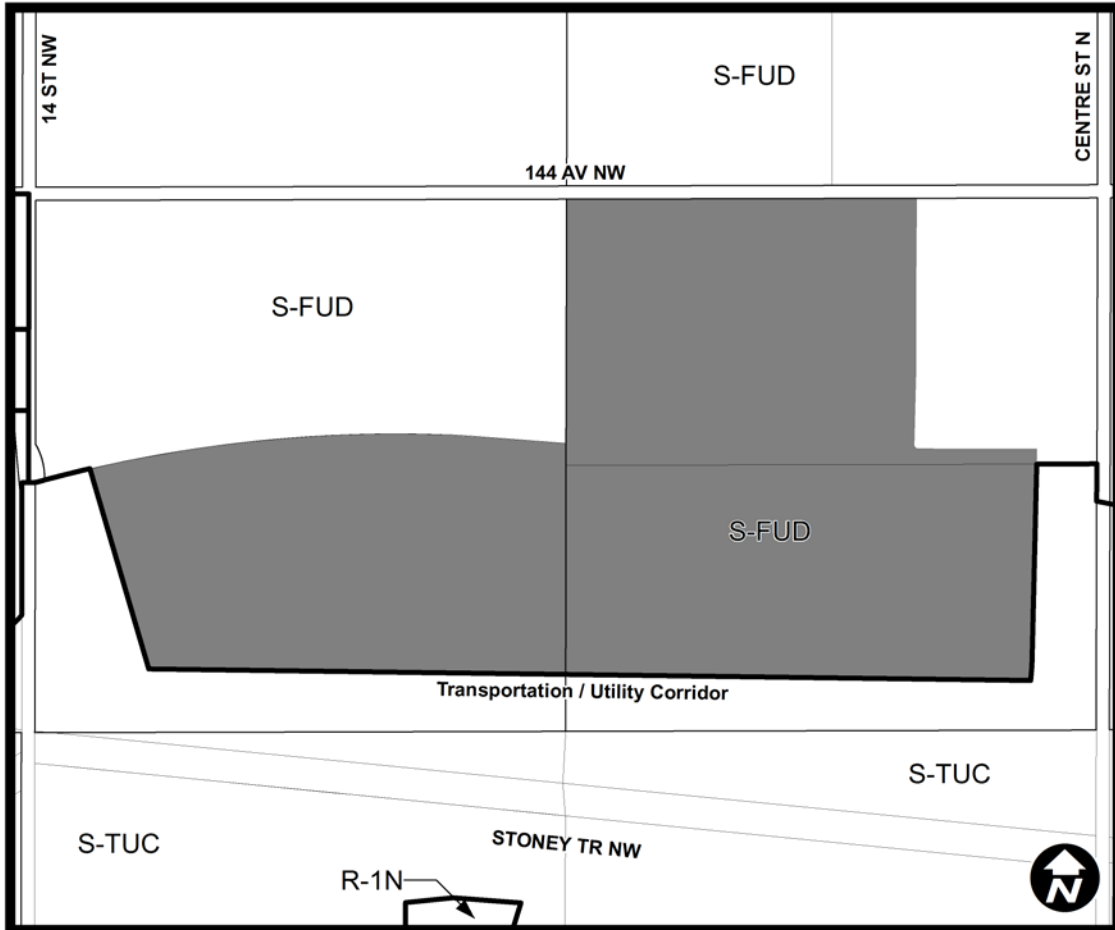 14 ST NW
S-FUD
CENTRE ST N
144 AV NW
S-FUD
S-FUD
Transportation / Utility Corridor
S-TUC
STONEY TR NW
S-TUC
R-1N
N